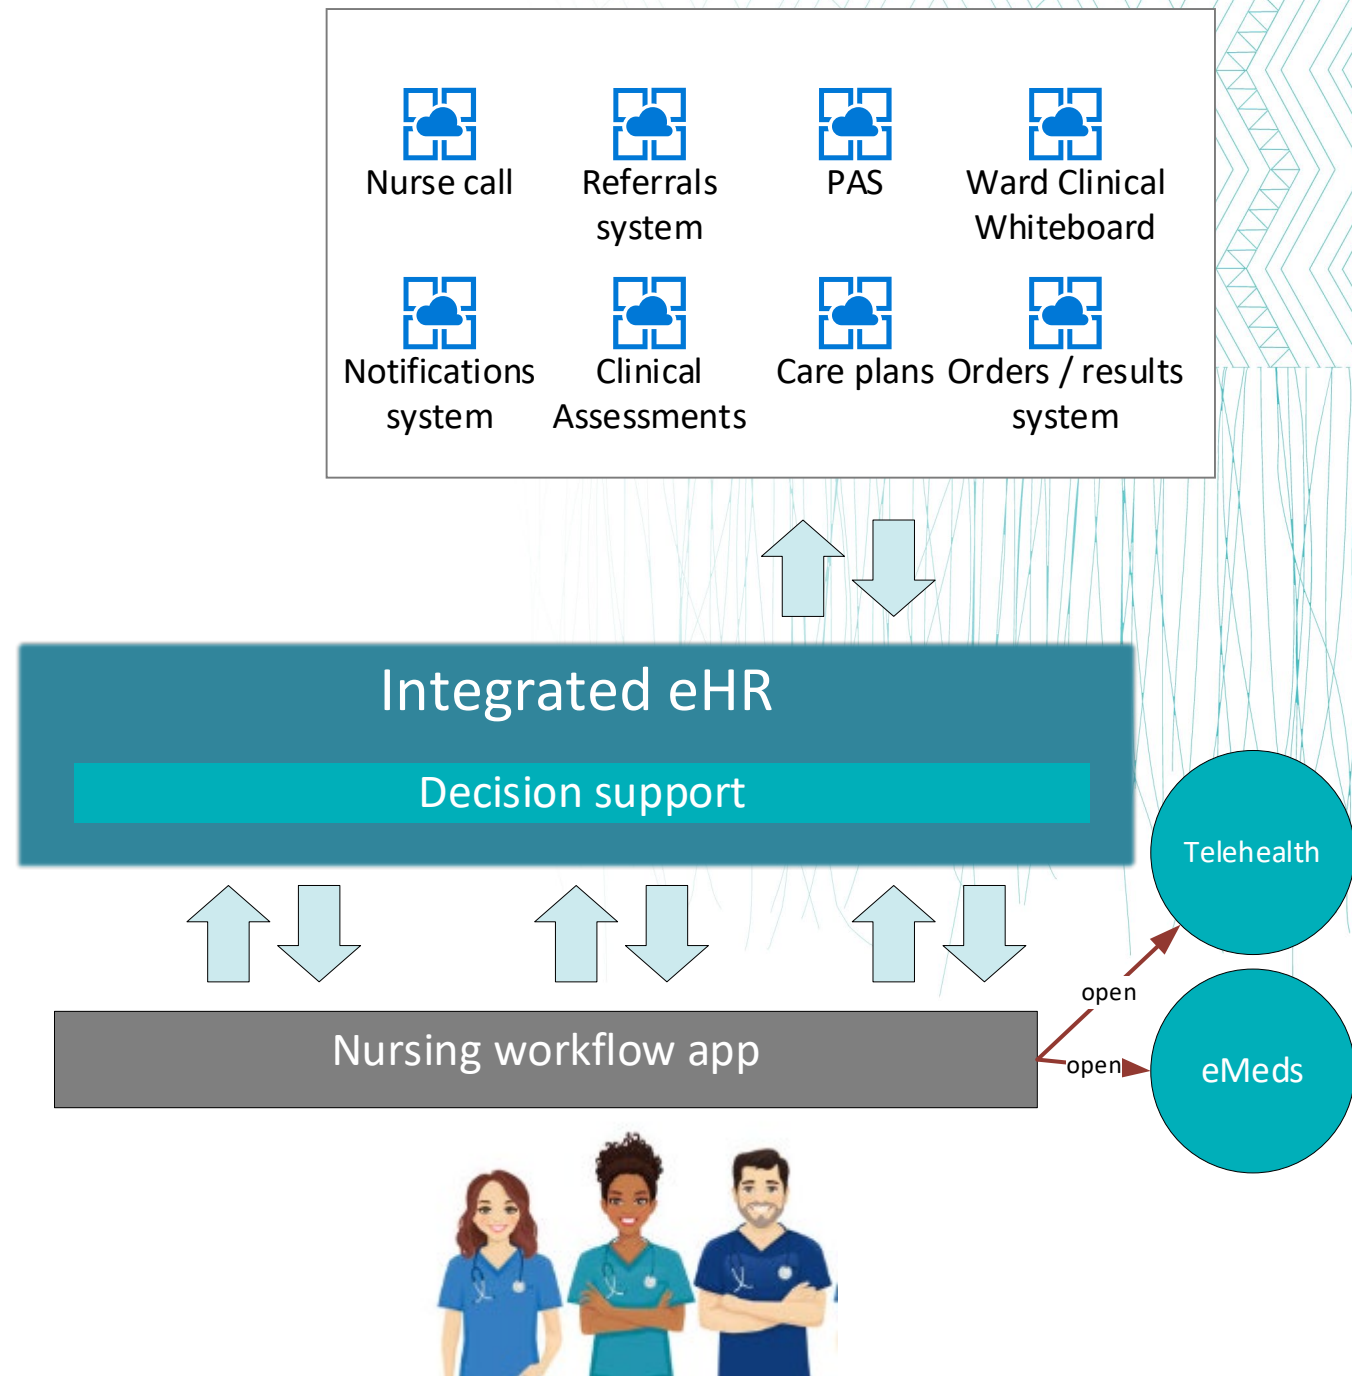 Nurse call
Referrals
system
PAS
Ward Clinical
Whiteboard
Notifications
system
Clinical
Assessments
Care plans
Orders / results
system
Integrated eHR
Decision support
Telehealth
open
Nursing workflow app
open
eMeds